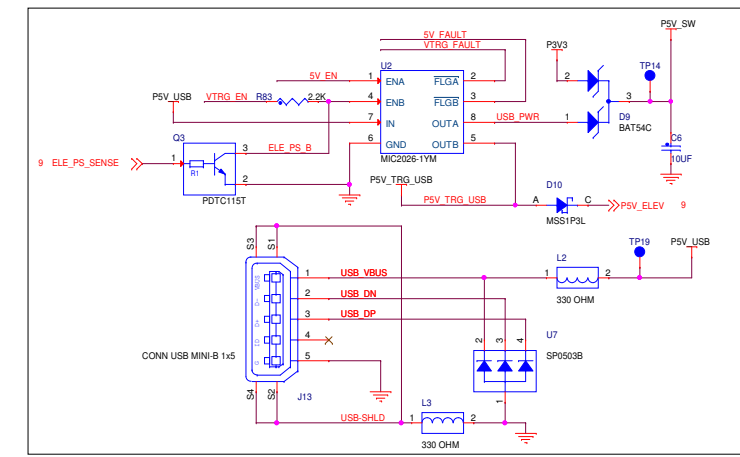 P5V_SW
5V_FAULT
VTRG_FAULT
P3V3
TP14
U2
5V_EN
1
ENA
FLGA
2
2
P5V_USB
VTRG_EN
R83
2.2K
4
ENB
FLGB
3
3
7
IN
OUTA
8
USB_PWR
1
D9
BAT54C
Q3
6
GND
OUTB
5
C6
10UF
3
ELE_PS_B
MIC2026-1YM
9
ELE_PS_SENSE
1
R1
2
PDTC115T
P5V_TRG_USB
D10
P5V_TRG_USB
A
C
P5V_ELEV
9
MSS1P3L
S3
S1
TP19
P5V_USB
L2
VBUS
1
USB_VBUS
1
2
D-
2
USB_DN
330 OHM
D+
3
USB_DP
U7
ID
4
2
3
4
CONN USB MINI-B 1x5
G
5
SP0503B
S4
S2
J13
1
L3
USB-SHLD
1
2
330 OHM